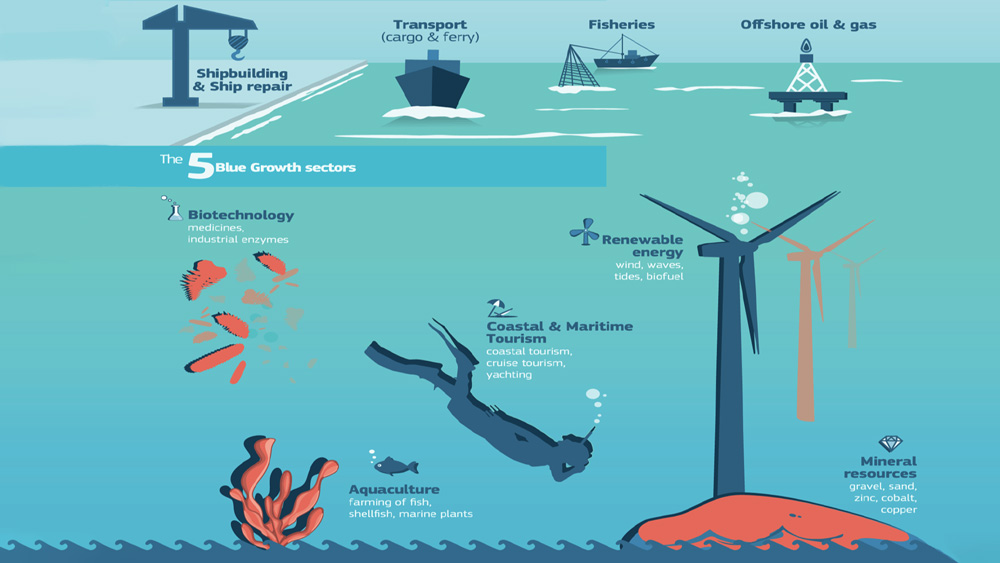 Transport
(cargo & ferry)
Fisheries
Offshore oil & gas
Shipbuilding
& Ship repair
The 5 Blue Growth sectors
Biotechnology
medicines,
industrial enzymes
Renewable
energy
wind, waves,
tides, biofuel
Coastal & Maritime
Tourism
coastal tourism,
cruise tourism,
yachting
Aquaculture
farming of fish,
shellfish, marine plants
Mineral
resources
gravel, sand,
zinc, cobalt,
copper